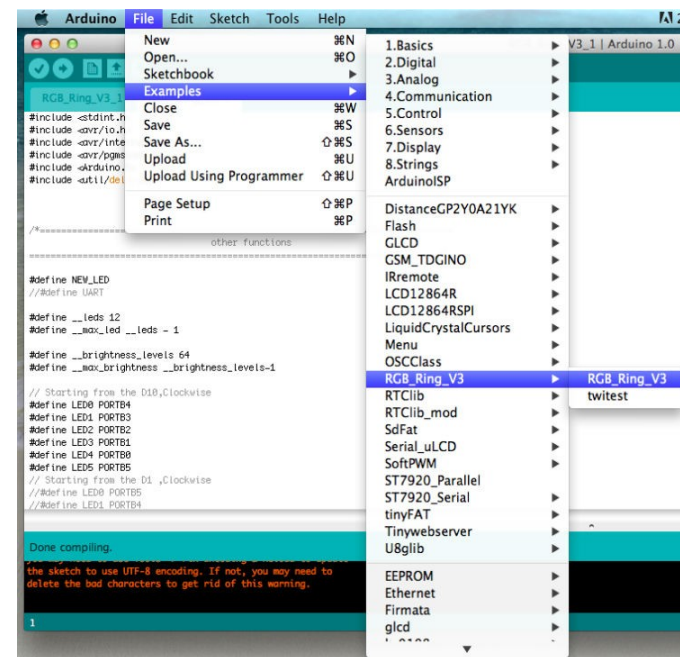 Arduino File Edit Sketch Tools Help
V3_1 | Arduino 1.0
RGB_Ring_V3_1
New ⌘N
Open... ⌘O
Sketchbook
Examples
Close ⌘W
Save ⌘S
Save As... ⇧⌘S
Upload ⌘U
Upload Using Programmer ⇧⌘U
Page Setup ⇧⌘P
Print ⌘P
1.Basics
2.Digital
3.Analog
4.Communication
5.Control
6.Sensors
7.Display
8.Strings
ArduinoISP
DistanceGP2Y0A21YK
Flash
GLCD
GSM_TDGINO
IRremote
LCD12864R
LCD12864RSPI
LiquidCrystalCursors
Menu
OSCClass
RGB_Ring_V3
RTClib
RTClib_mod
SdFat
Serial_uLCD
SoftPWM
ST7920_Parallel
ST7920_Serial
tinyFAT
Tinywebserver
U8glib
EEPROM
Ethernet
Firmata
glcd
RGB_Ring_V3
twitest
#include <stdint.h
#include <avr/io.h
#include <avr/inte
#include <avr/pgms
#include <Arduino.
#include <util/del
/*==============
other functions
#define NEW_LED
//#define UART
#define __leds 12
#define __max_led __leds - 1
#define __brightness_levels 64
#define __max_brightness __brightness_levels-1
// Starting from the D10,Clockwise
#define LED0 PORTB4
#define LED1 PORTB3
#define LED2 PORTB2
#define LED3 PORTB1
#define LED4 PORTB0
#define LED5 PORTB5
// Starting from the D1 ,Clockwise
//#define LED0 PORTB5
//#define LED1 PORTB4
Done compiling.
the sketch to use UTF-8 encoding. If not, you may need to
delete the bad characters to get rid of this warning.
1